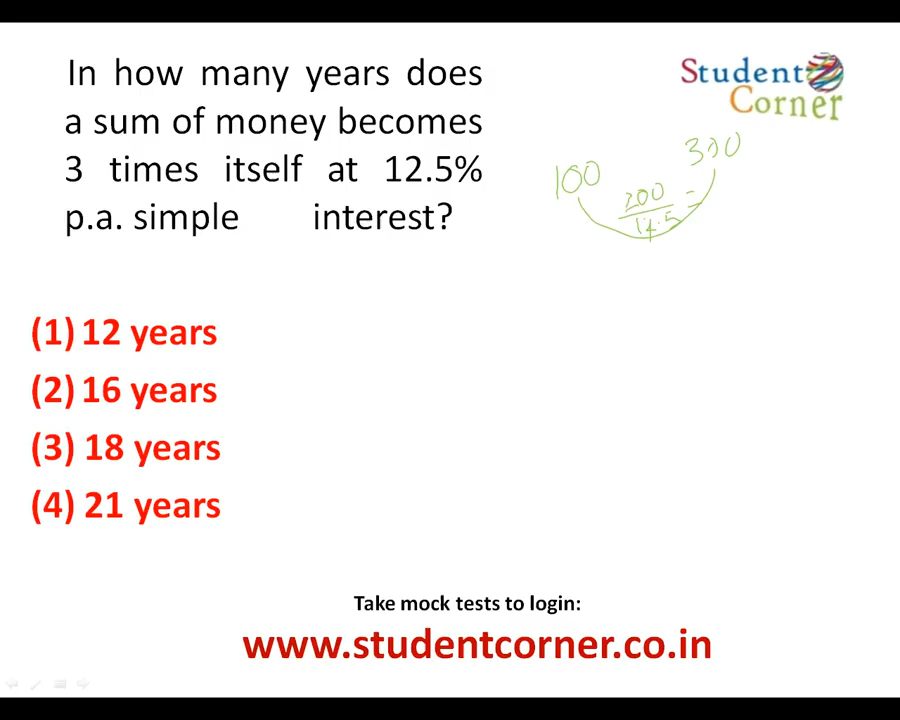 In how many years does
a sum of money becomes
3 times itself at 12.5%
p.a. simple interest?
Student
Corner
100
300
200
12.5
=
(1) 12 years
(2) 16 years
(3) 18 years
(4) 21 years
Take mock tests to login:
www.studentcorner.co.in